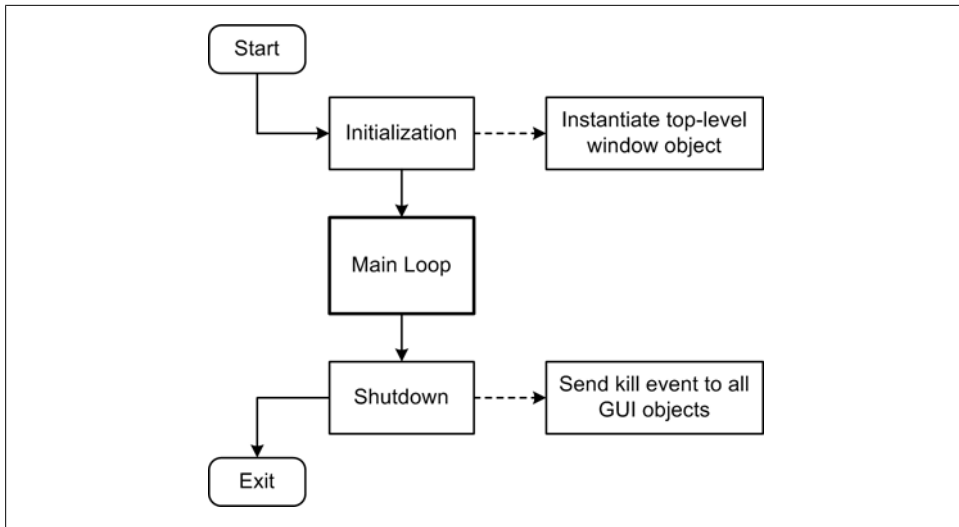 Start
Initialization
Instantiate top-level
window object
Main Loop
Shutdown
Send kill event to all
GUI objects
Exit